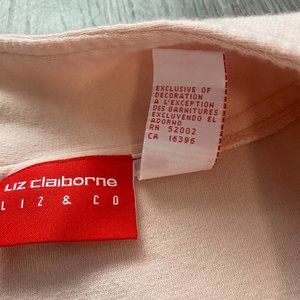 EXCLUSIVE OF
DECORATION
A L'EXCEPTION
DES GARNITURES
EXCLUYENDO EL
ADORNO
RN 52002
CA 16396
LIZ claiborne
LIZ & CO